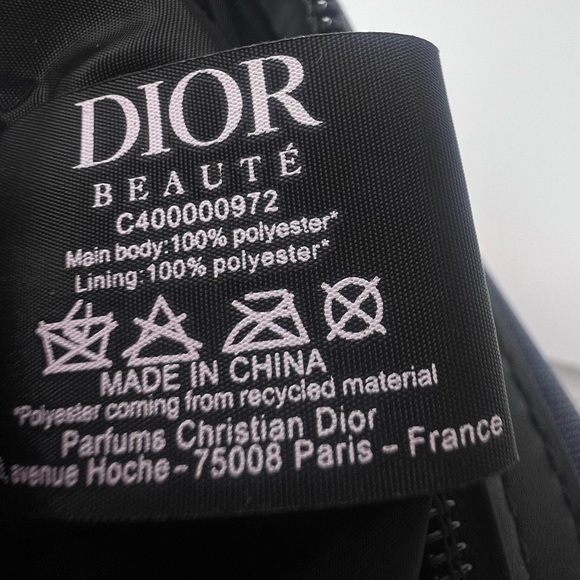 DIOR
BEAUTÉ
C400000972
Main body:100% polyester*
Lining:100% polyester*
MADE IN CHINA
*Polyester coming from recycled material
Parfums Christian Dior
avenue Hoche-75008 Paris - France